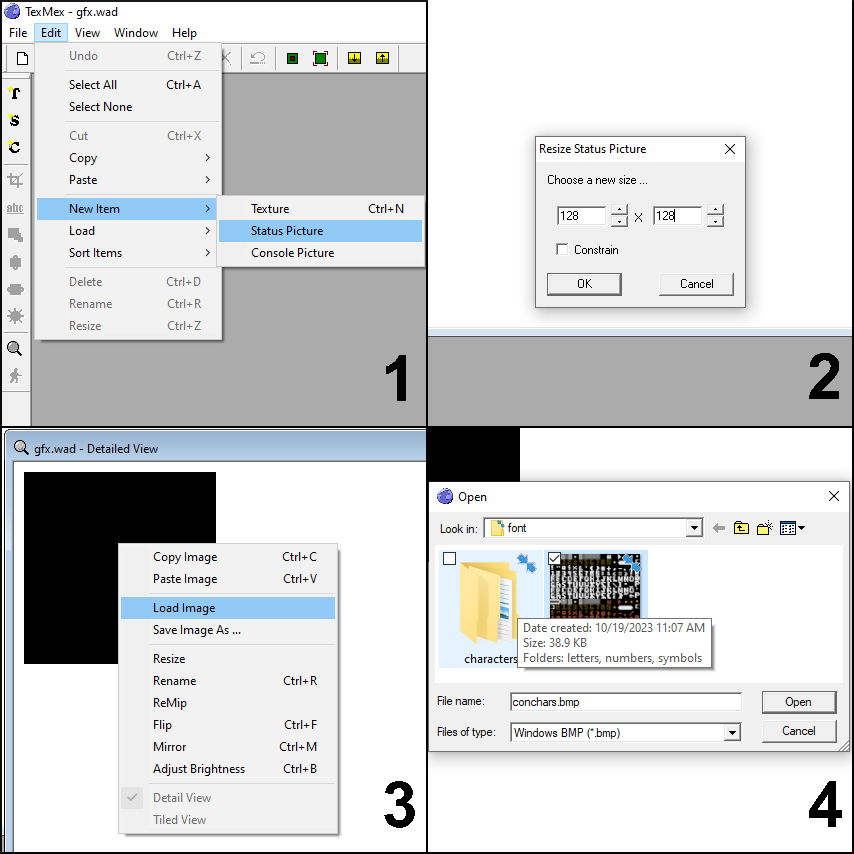 TexMex - gfx.wad
File Edit View Window Help
Undo Ctrl+Z
Select All Ctrl+A
Select None
Cut Ctrl+X
Copy
Paste
New Item
Load
Sort Items
Delete Ctrl+D
Rename Ctrl+R
Resize Ctrl+Z
Texture Ctrl+N
Status Picture
Console Picture
T
S
C
abc
1
Resize Status Picture
Choose a new size ...
128 x 128
Constrain
OK Cancel
2
gfx.wad - Detailed View
Copy Image Ctrl+C
Paste Image Ctrl+V
Load Image
Save Image As ...
Resize
Rename Ctrl+R
ReMip
Flip Ctrl+F
Mirror Ctrl+M
Adjust Brightness Ctrl+B
Detail View
Tiled View
3
Open
Look in: font
characters
Date created: 10/19/2023 11:07 AM
Size: 38.9 KB
Folders: letters, numbers, symbols
File name: conchars.bmp Open
Files of type: Windows BMP (*.bmp) Cancel
4